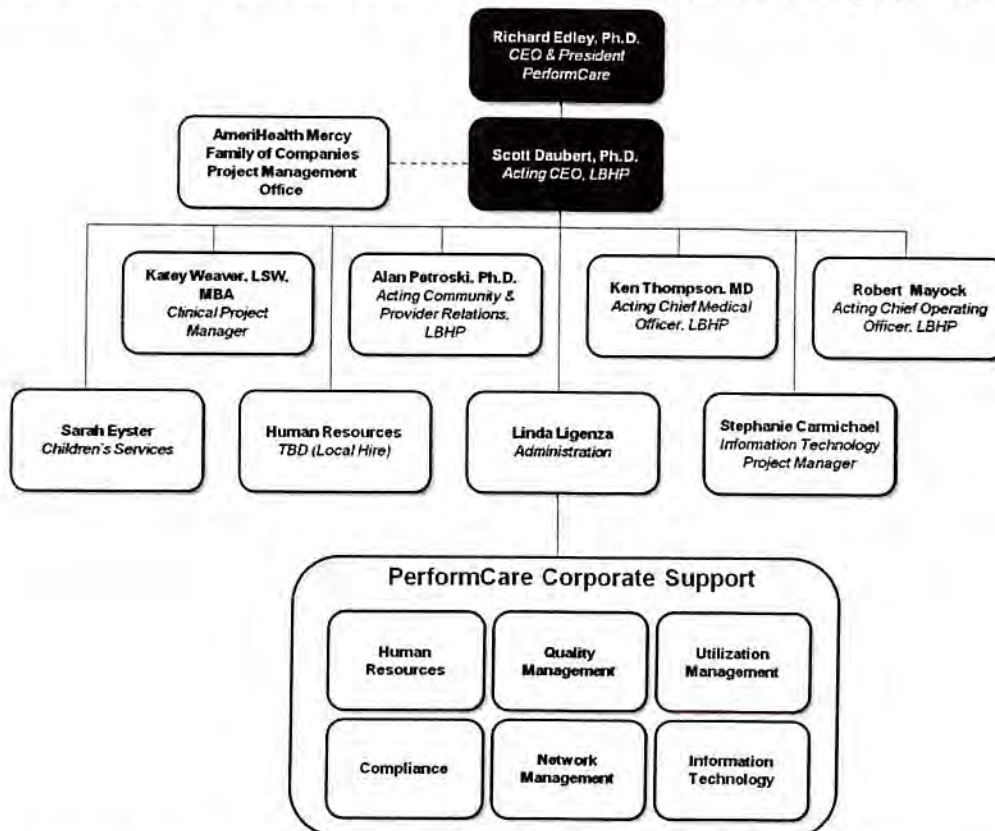 Richard Edley, Ph.D.
CEO & President
PerformCare
AmeriHealth Mercy
Family of Companies
Project Management
Office
Scott Daubert, Ph.D.
Acting CEO, LBHP
Katey Weaver, LSW,
MBA
Clinical Project
Manager
Alan Petroski, Ph.D.
Acting Community &
Provider Relations,
LBHP
Ken Thompson, MD
Acting Chief Medical
Officer, LBHP
Robert Mayock
Acting Chief Operating
Officer, LBHP
Sarah Eyster
Children's Services
Human Resources
TBD (Local Hire)
Linda Ligenza
Administration
Stephanie Carmichael
Information Technology
Project Manager
PerformCare Corporate Support
Human
Resources
Quality
Management
Utilization
Management
Compliance
Network
Management
Information
Technology